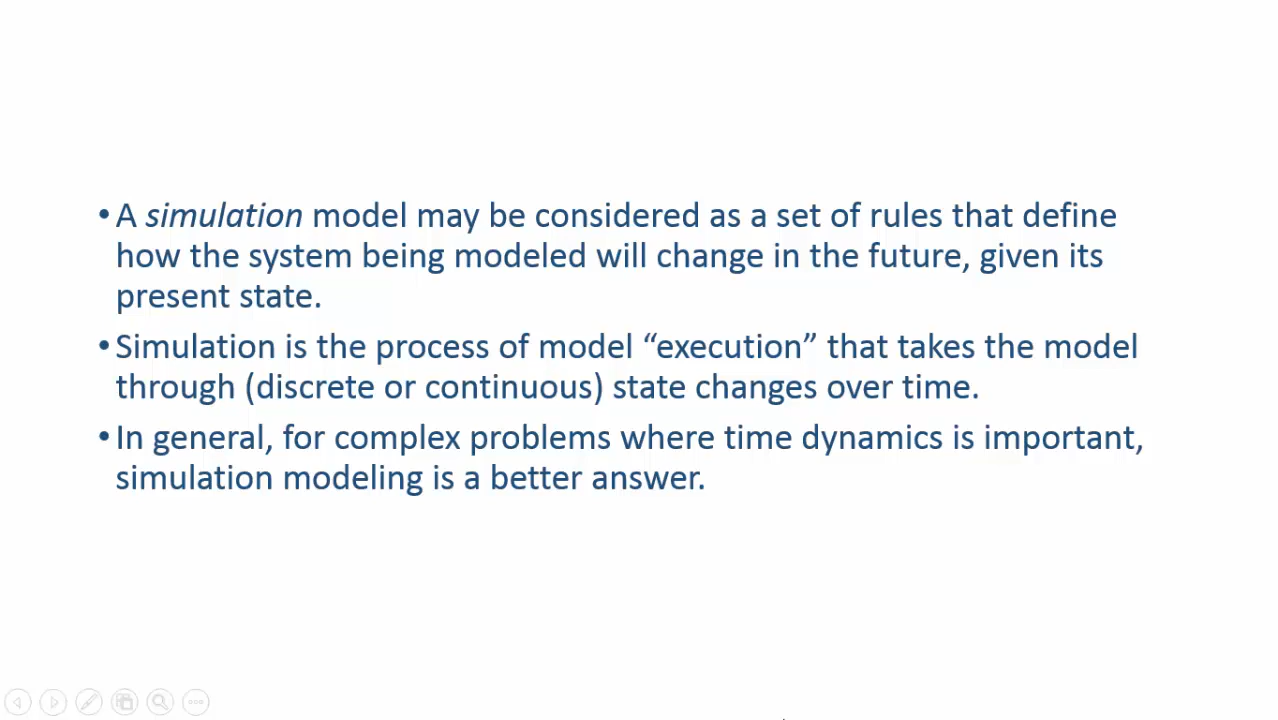 •A simulation model may be considered as a set of rules that define
how the system being modeled will change in the future, given its
present state.
•Simulation is the process of model “execution” that takes the model
through (discrete or continuous) state changes over time.
•In general, for complex problems where time dynamics is important,
simulation modeling is a better answer.